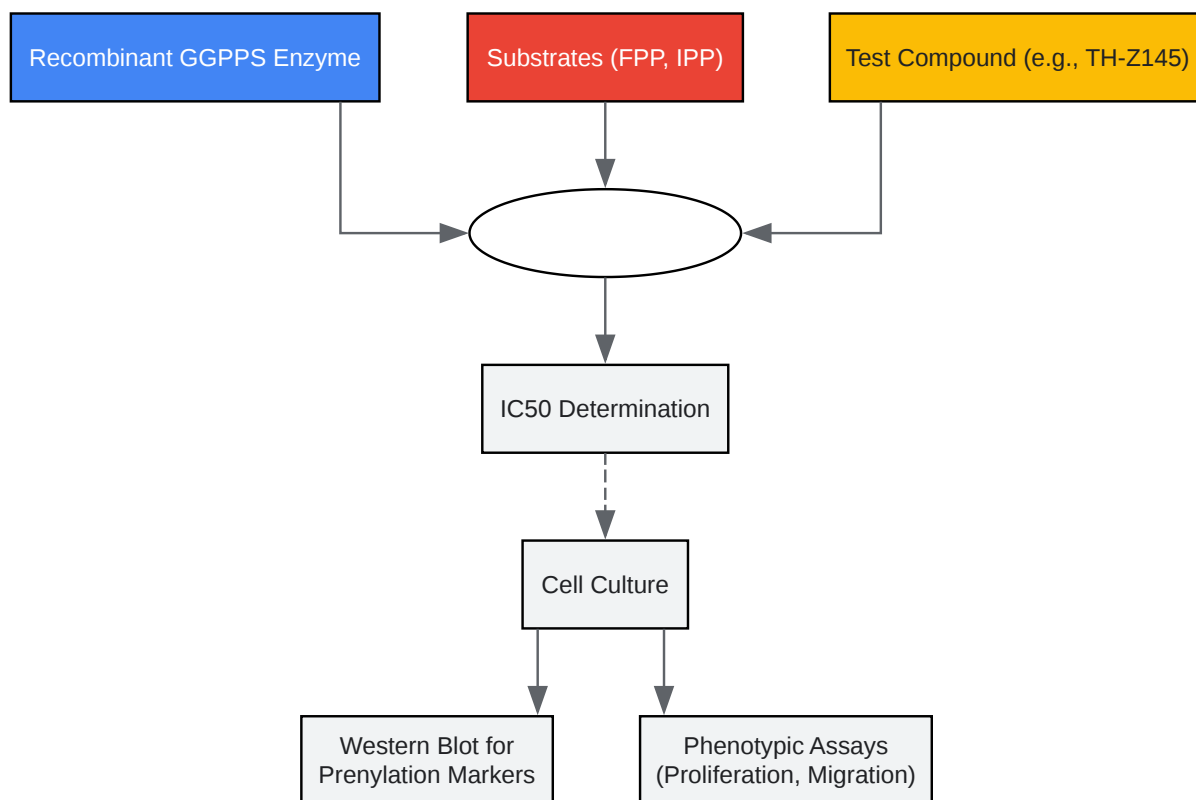 Recombinant GGPPS Enzyme
Substrates (FPP, IPP)
Test Compound (e.g., TH-Z145)
IC50 Determination
Cell Culture
Western Blot for
Prenylation Markers
Phenotypic Assays
(Proliferation, Migration)